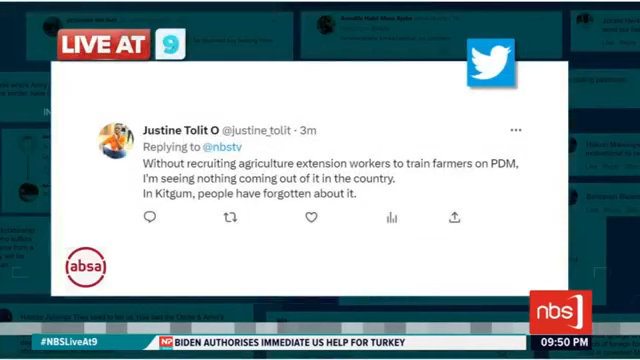 LIVE AT 9
Justine Tolit O @justine_tolit · 3m
Replying to @nbstv
Without recruiting agriculture extension workers to train farmers on PDM,
I'm seeing nothing coming out of it in the country.
In Kitgum, people have forgotten about it.
absa
nbs
#NBSLiveAt9
BIDEN AUTHORISES IMMEDIATE US HELP FOR TURKEY
09:50 PM